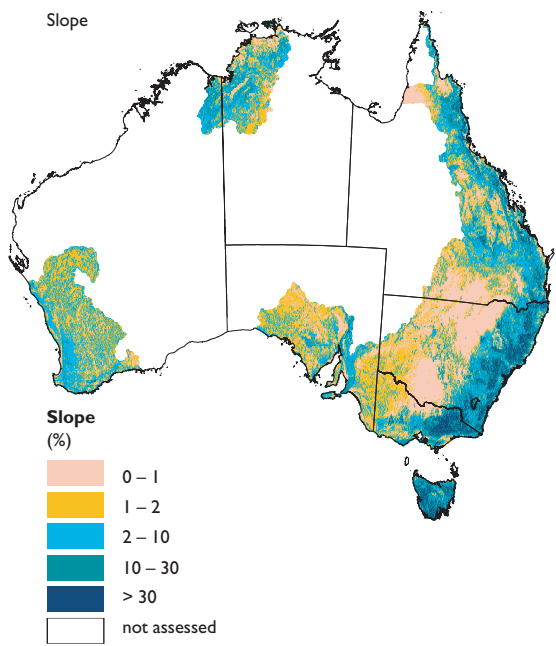 Slope
Slope
(%)
0 – 1
1 – 2
2 – 10
10 – 30
> 30
not assessed